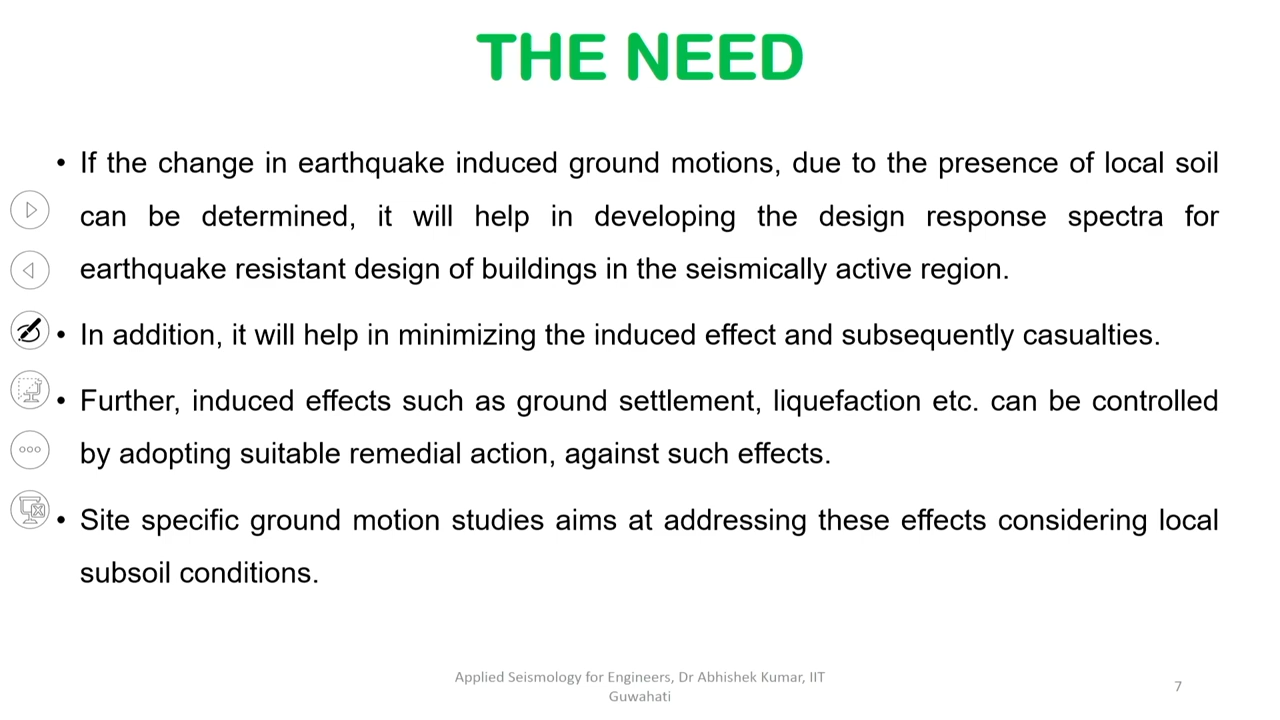 THE NEED
• If the change in earthquake induced ground motions, due to the presence of local soil
can be determined, it will help in developing the design response spectra for
earthquake resistant design of buildings in the seismically active region.
• In addition, it will help in minimizing the induced effect and subsequently casualties.
• Further, induced effects such as ground settlement, liquefaction etc. can be controlled
by adopting suitable remedial action, against such effects.
• Site specific ground motion studies aims at addressing these effects considering local
subsoil conditions.
Applied Seismology for Engineers, Dr Abhishek Kumar, IIT
Guwahati
7